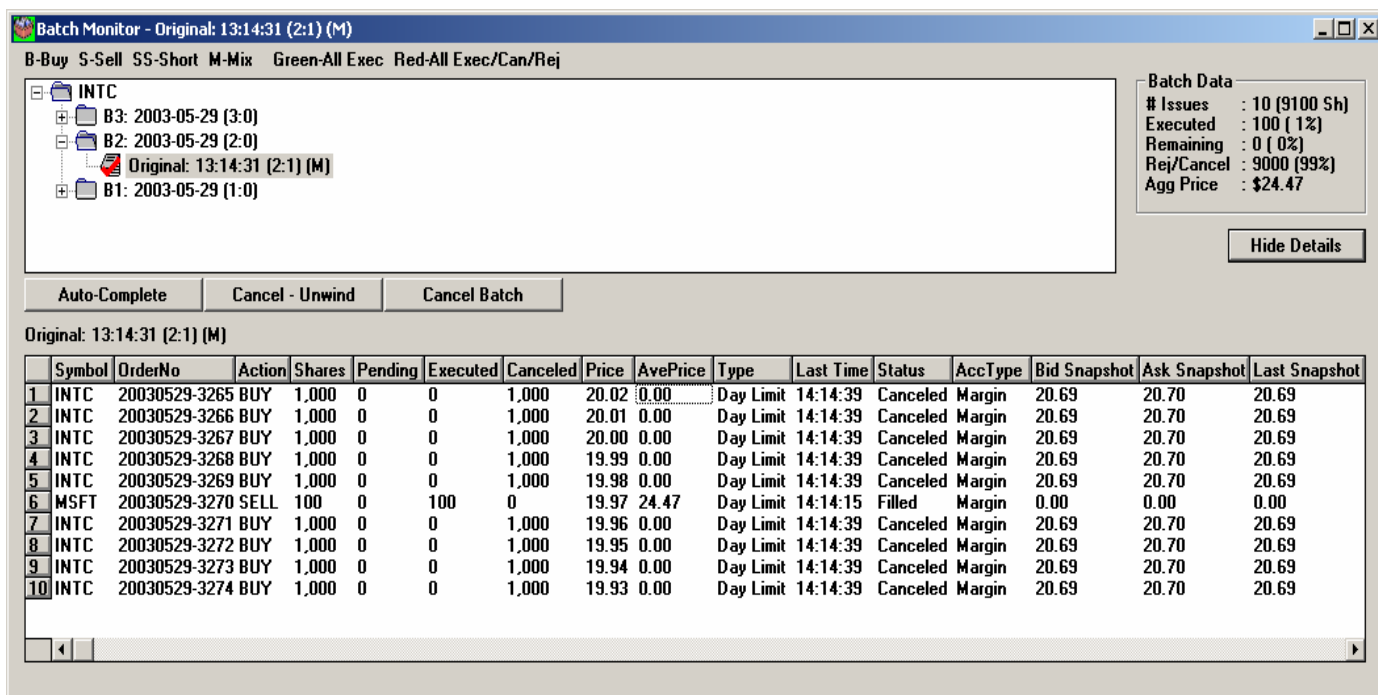 Batch Monitor - Original: 13:14:31 (2:1) (M)
B-Buy S-Sell SS-Short M-Mix Green-All Exec Red-All Exec/Can/Rej
INTC
B3: 2003-05-29 (3:0)
B2: 2003-05-29 (2:0)
Original: 13:14:31 (2:1) (M)
B1: 2003-05-29 (1:0)
Batch Data
# Issues : 10 (9100 Sh)
Executed : 100 ( 1%)
Remaining : 0 ( 0%)
Rej/Cancel : 9000 (99%)
Agg Price : $24.47
Hide Details
Auto-Complete Cancel - Unwind Cancel Batch
Original: 13:14:31 (2:1) (M)
Symbol OrderNo Action Shares Pending Executed Canceled Price AvePrice Type Last Time Status AccType Bid Snapshot Ask Snapshot Last Snapshot
1 INTC 20030529-3265 BUY 1,000 0 0 1,000 20.02 0.00 Day Limit 14:14:39 Canceled Margin 20.69 20.70 20.69
2 INTC 20030529-3266 BUY 1,000 0 0 1,000 20.01 0.00 Day Limit 14:14:39 Canceled Margin 20.69 20.70 20.69
3 INTC 20030529-3267 BUY 1,000 0 0 1,000 20.00 0.00 Day Limit 14:14:39 Canceled Margin 20.69 20.70 20.69
4 INTC 20030529-3268 BUY 1,000 0 0 1,000 19.99 0.00 Day Limit 14:14:39 Canceled Margin 20.69 20.70 20.69
5 INTC 20030529-3269 BUY 1,000 0 0 1,000 19.98 0.00 Day Limit 14:14:39 Canceled Margin 20.69 20.70 20.69
6 MSFT 20030529-3270 SELL 100 0 100 0 19.97 24.47 Day Limit 14:14:15 Filled Margin 0.00 0.00 0.00
7 INTC 20030529-3271 BUY 1,000 0 0 1,000 19.96 0.00 Day Limit 14:14:39 Canceled Margin 20.69 20.70 20.69
8 INTC 20030529-3272 BUY 1,000 0 0 1,000 19.95 0.00 Day Limit 14:14:39 Canceled Margin 20.69 20.70 20.69
9 INTC 20030529-3273 BUY 1,000 0 0 1,000 19.94 0.00 Day Limit 14:14:39 Canceled Margin 20.69 20.70 20.69
10 INTC 20030529-3274 BUY 1,000 0 0 1,000 19.93 0.00 Day Limit 14:14:39 Canceled Margin 20.69 20.70 20.69